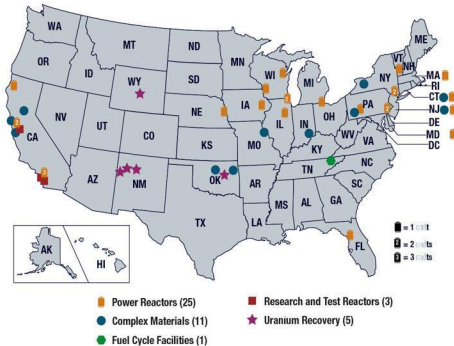 WA
MT
ND
MN
ME
OR
ID
WY
SD
WI
MI
VT
NH
NY
MA
RI
CT
NJ
DE
MD
DC
NV
UT
CO
NE
IA
IL
IN
OH
PA
WV
VA
CA
KS
MO
KY
NC
AZ
NM
OK
AR
TN
SC
TX
LA
MS
AL
GA
FL
AK
HI
= 1
2 = 2
3 = 3
Power Reactors (25)
Complex Materials (11)
Fuel Cycle Facilities (1)
Research and Test Reactors (3)
Uranium Recovery (5)